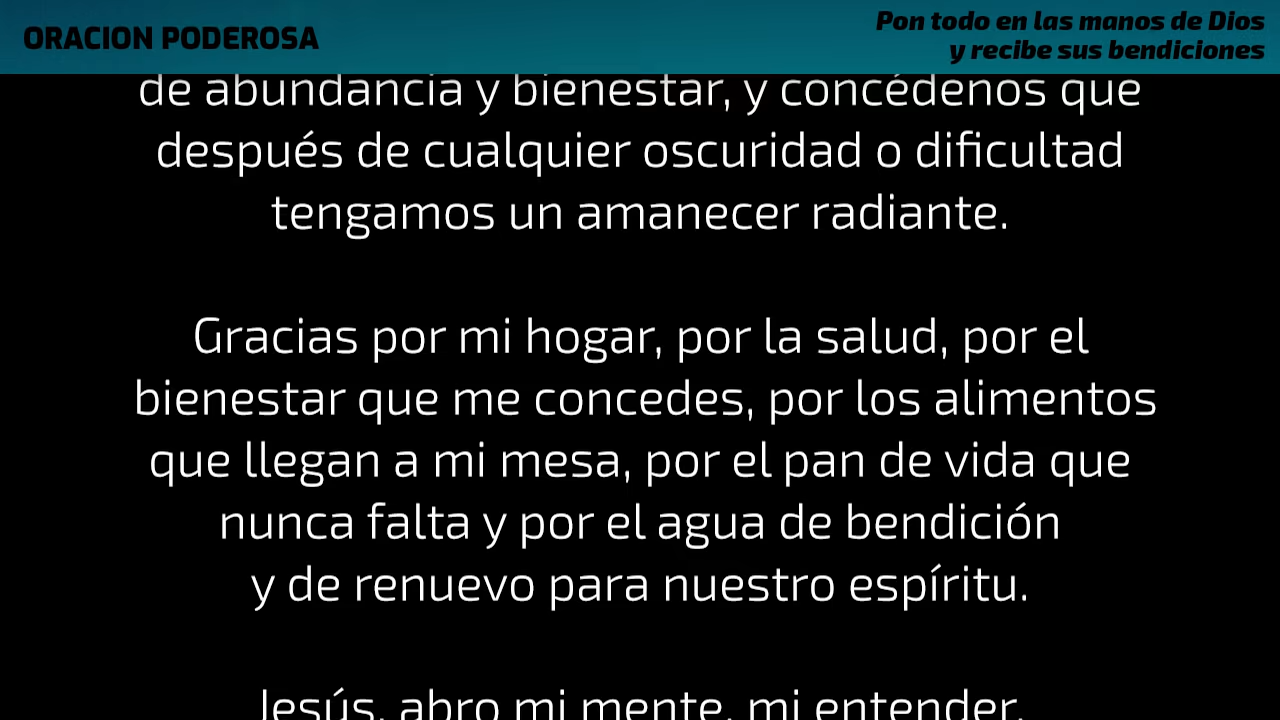 ORACION PODEROSA
Pon todo en las manos de Dios
y recibe sus bendiciones
de abundancia y bienestar, y concédenos que
después de cualquier oscuridad o dificultad
tengamos un amanecer radiante.
Gracias por mi hogar, por la salud, por el
bienestar que me concedes, por los alimentos
que llegan a mi mesa, por el pan de vida que
nunca falta y por el agua de bendición
y de renuevo para nuestro espíritu.
Jesús, abro mi mente, mi entender,